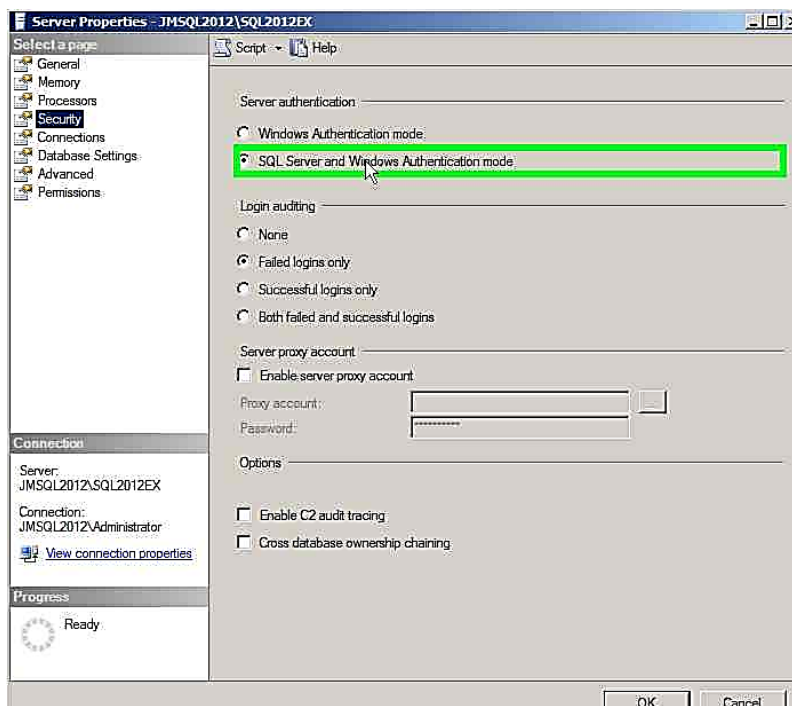 Server Properties - JMSQL2012\SQL2012EX
Select a page
General
Memory
Processors
Security
Connections
Database Settings
Advanced
Permissions
Script
Help
Server authentication
Windows Authentication mode
SQL Server and Windows Authentication mode
Login auditing
None
Failed logins only
Successful logins only
Both failed and successful logins
Server proxy account
Enable server proxy account
Proxy account:
...
Password:
**********
Options
Enable C2 audit tracing
Cross database ownership chaining
Connection
Server:
JMSQL2012\SQL2012EX
Connection:
JMSQL2012\Administrator
View connection properties
Progress
Ready
OK
Cancel